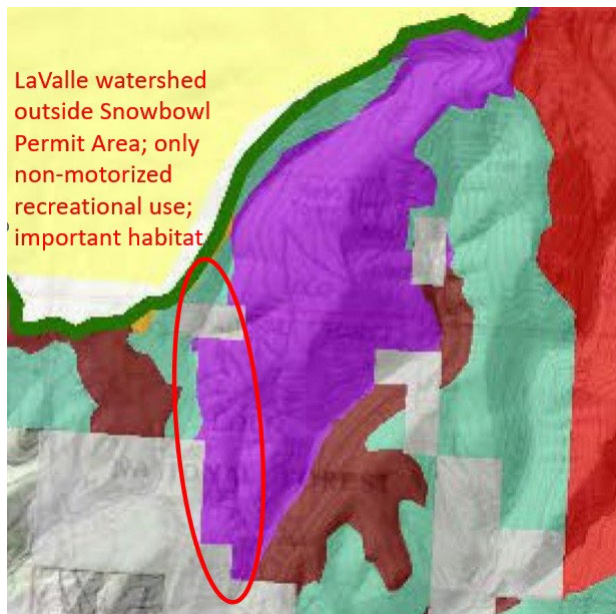 LaValle watershed
outside Snowbowl
Permit Area; only
non-motorized
recreational use;
important habitat